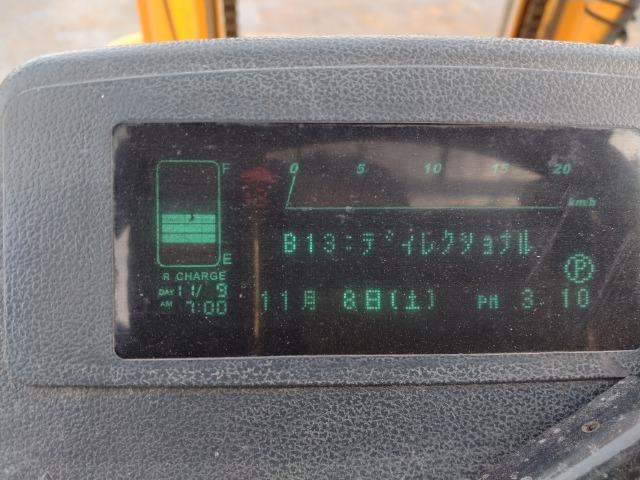 F
0 5 10 15 20
km/h
B13:ディレクショナル
E
R CHARGE
P
DAY 11/ 9
AM 7:00
11月 8日(土) PM 3 10